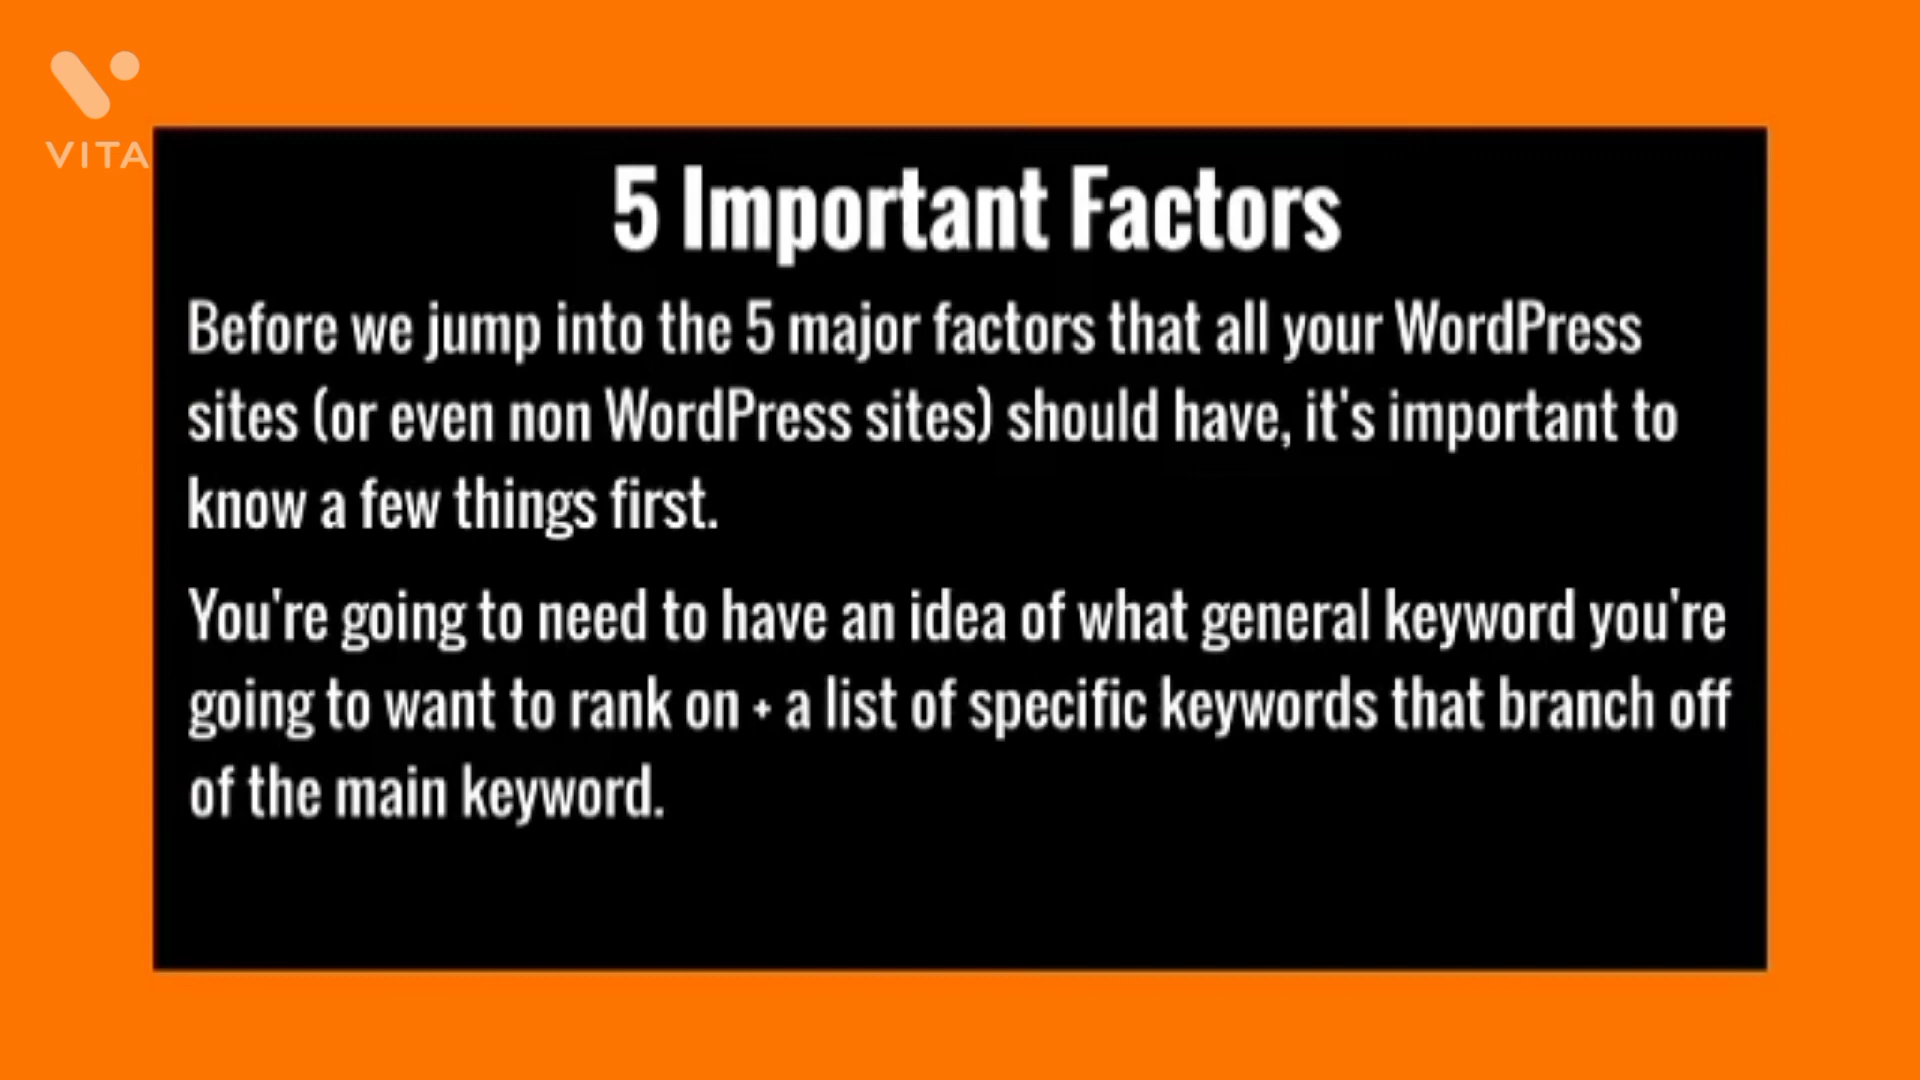 VITA
5 Important Factors
Before we jump into the 5 major factors that all your WordPress
sites (or even non WordPress sites) should have, it's important to
know a few things first.
You're going to need to have an idea of what general keyword you're
going to want to rank on + a list of specific keywords that branch off
of the main keyword.